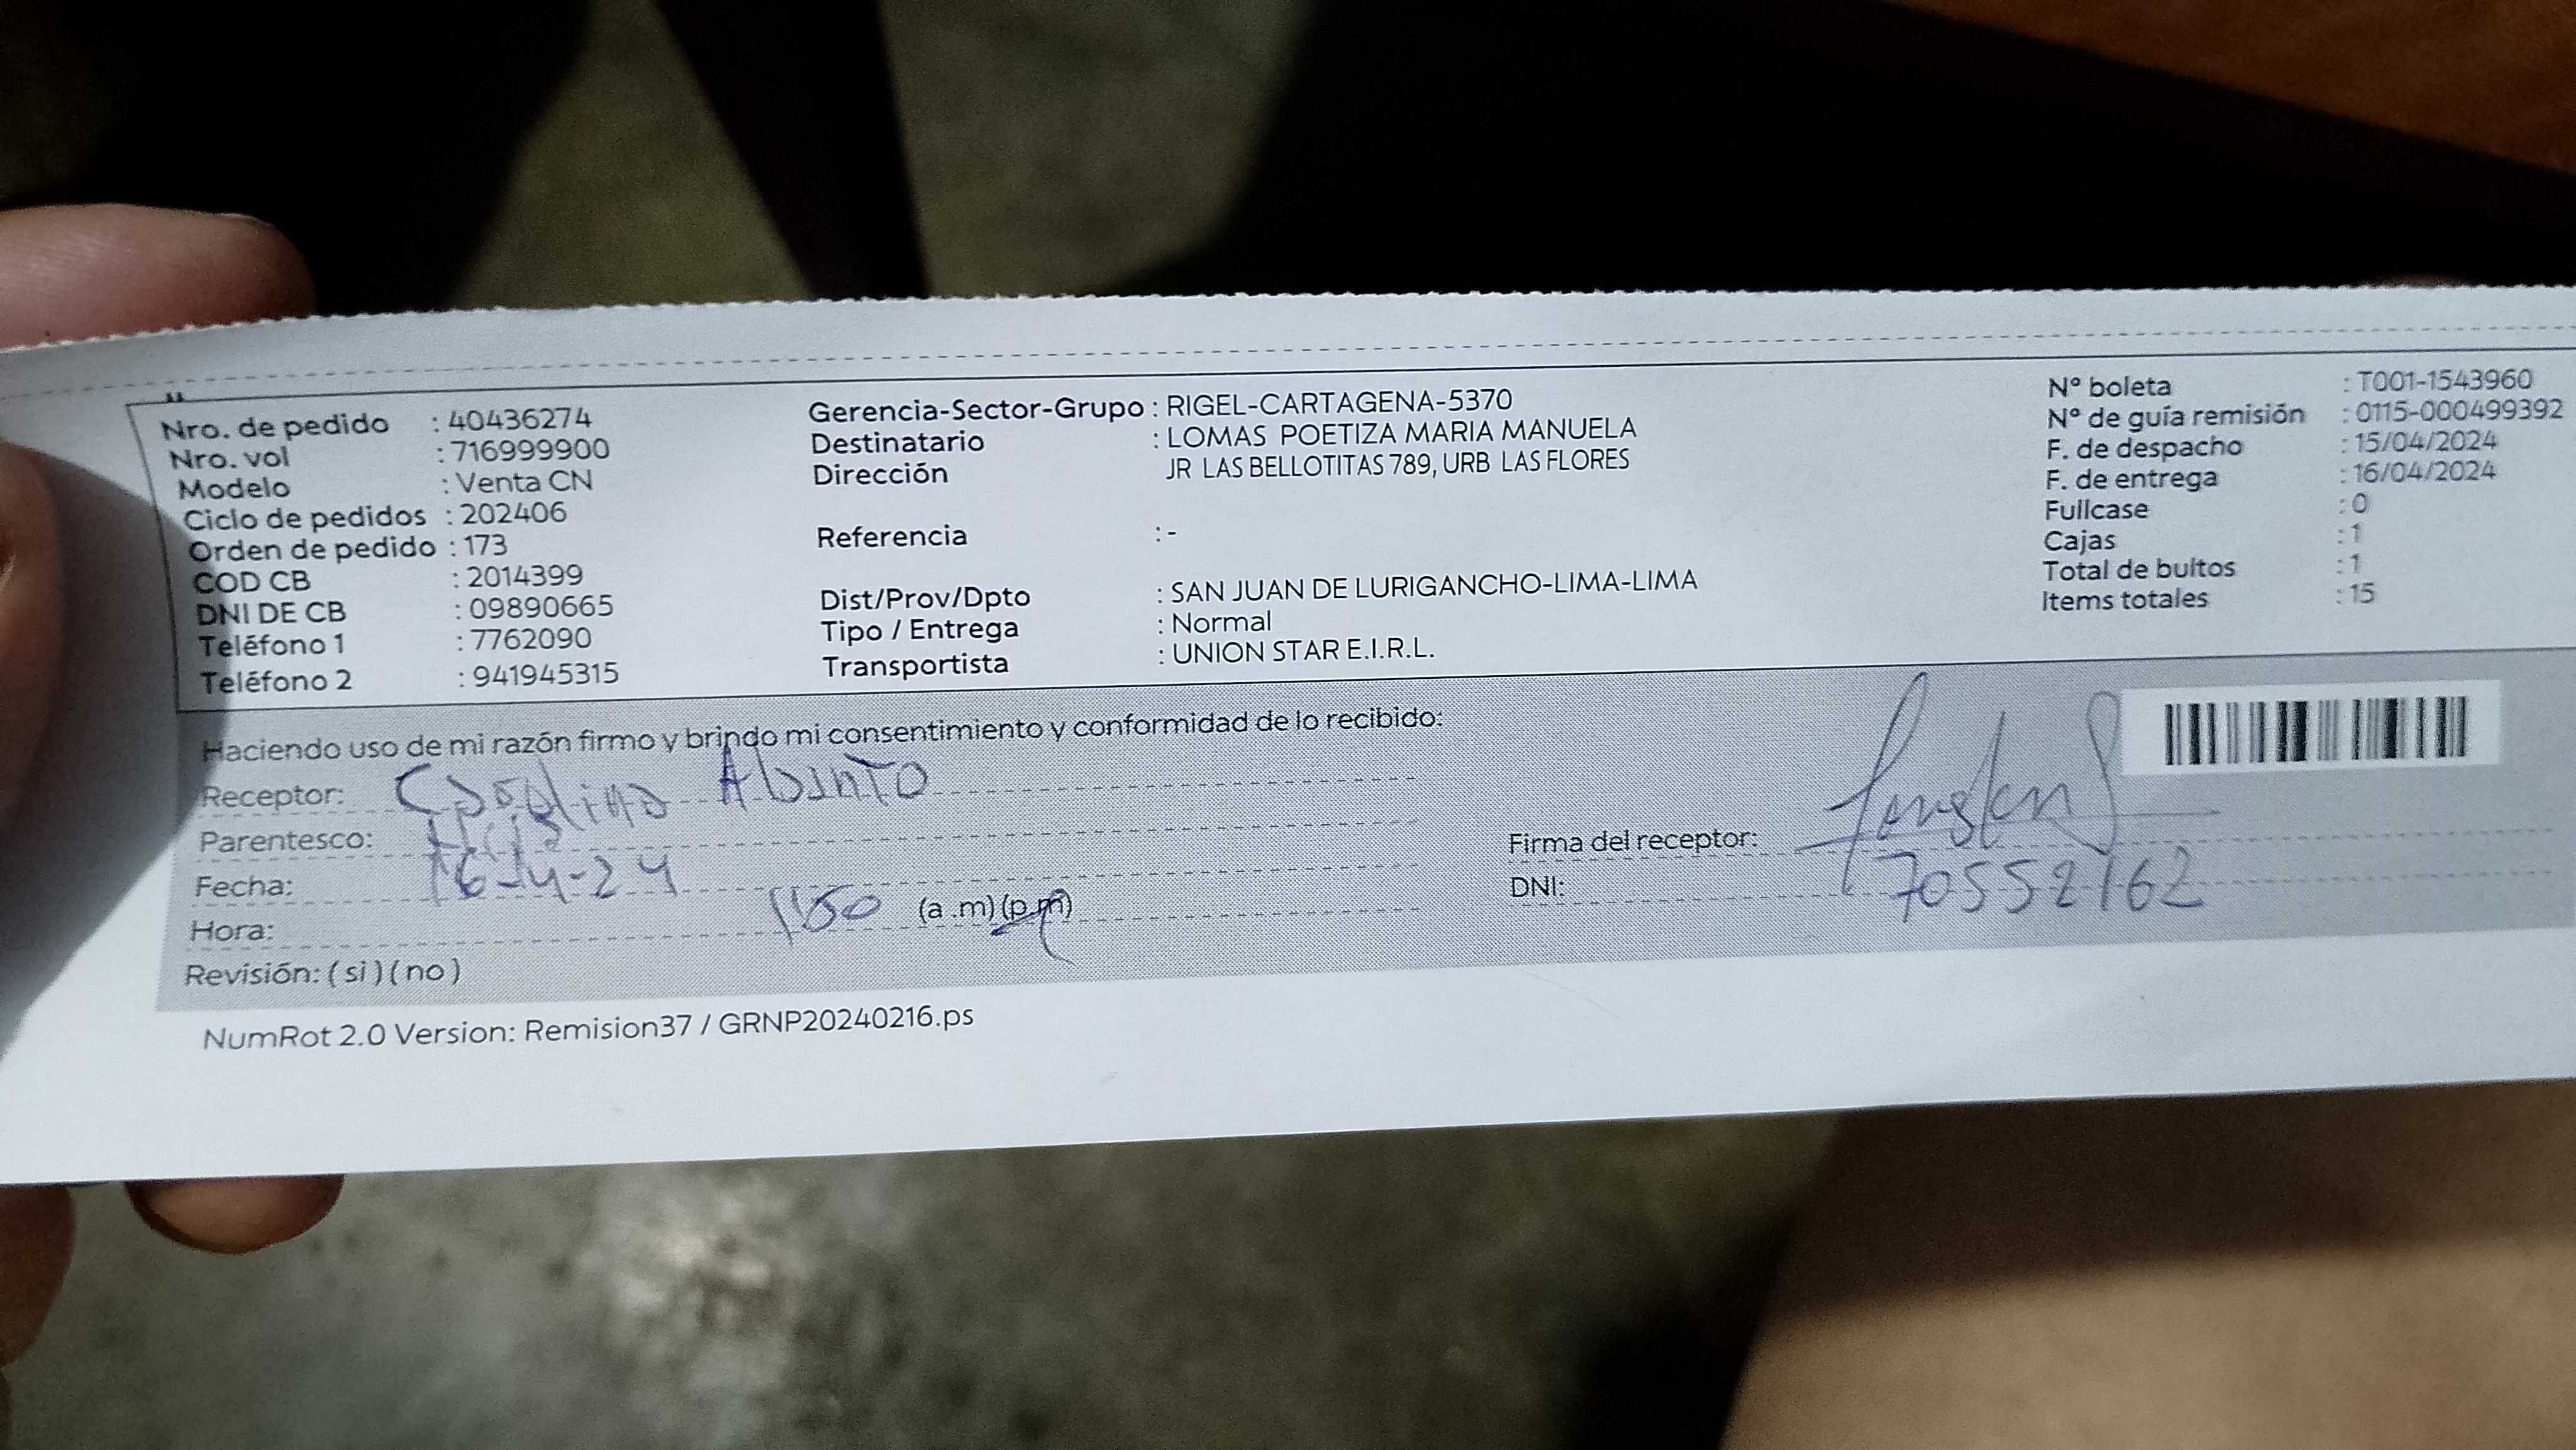 Nro. de pedido : 40436274
Nro. vol : 716999900
Modelo : Venta CN
Ciclo de pedidos : 202406
Orden de pedido : 173
COD CB : 2014399
DNI DE CB : 09890665
Teléfono 1 : 7762090
Teléfono 2 : 941945315
Gerencia-Sector-Grupo : RIGEL-CARTAGENA-5370
Destinatario : LOMAS POETIZA MARIA MANUELA
Dirección JR LAS BELLOTITAS 789, URB LAS FLORES
Referencia : -
Dist/Prov/Dpto : SAN JUAN DE LURIGANCHO-LIMA-LIMA
Tipo / Entrega : Normal
Transportista : UNION STAR E.I.R.L.
N° boleta : T001-1543960
N° de guía remisión : 0115-000499392
F. de despacho : 15/04/2024
F. de entrega : 16/04/2024
Fullcase : 0
Cajas : 1
Total de bultos : 1
Items totales : 15
Haciendo uso de mi razón firmo y brindo mi consentimiento y conformidad de lo recibido:
Receptor:
Parentesco:
Fecha: 16-4-24
Hora: 1150 (a.m)(p.m)
Revisión: ( si ) ( no )
Firma del receptor:
DNI: 70552162
NumRot 2.0 Version: Remision37 / GRNP20240216.ps